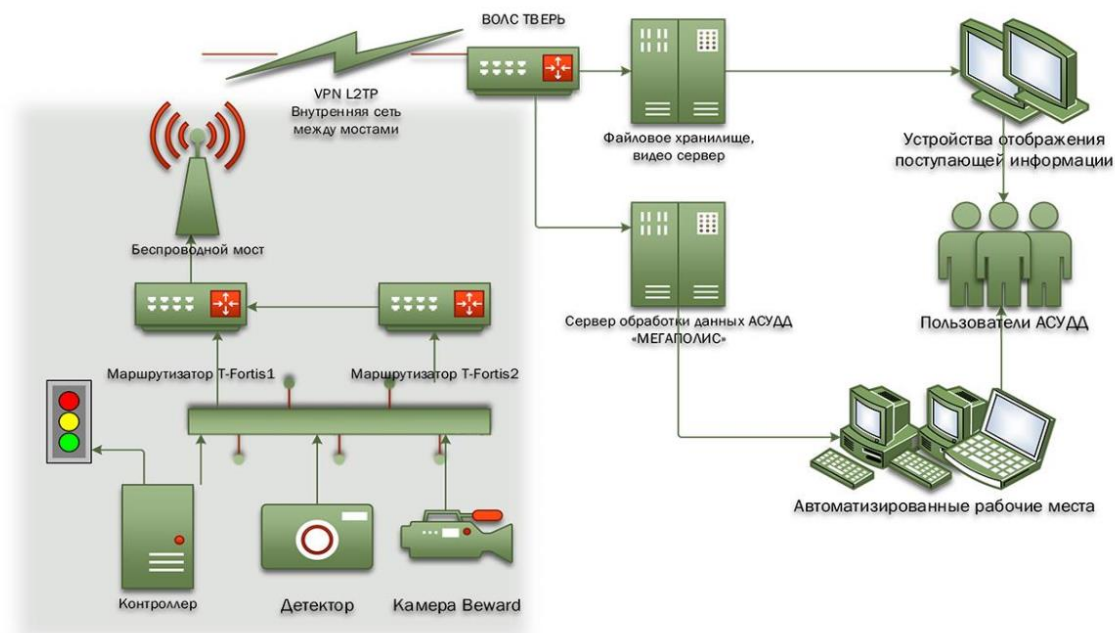 ВОЛС ТВЕРЬ
VPN L2TP
Внутренняя сеть
между мостами
Файловое хранилище,
видео сервер
Устройства отображения
поступающей информации
Беспроводной мост
Сервер обработки данных АСУДД
«МЕГАПОЛИС»
Пользователи АСУДД
Маршрутизатор T-Fortis1
Маршрутизатор T-Fortis2
Автоматизированные рабочие места
Контроллер
Детектор
Камера Beward